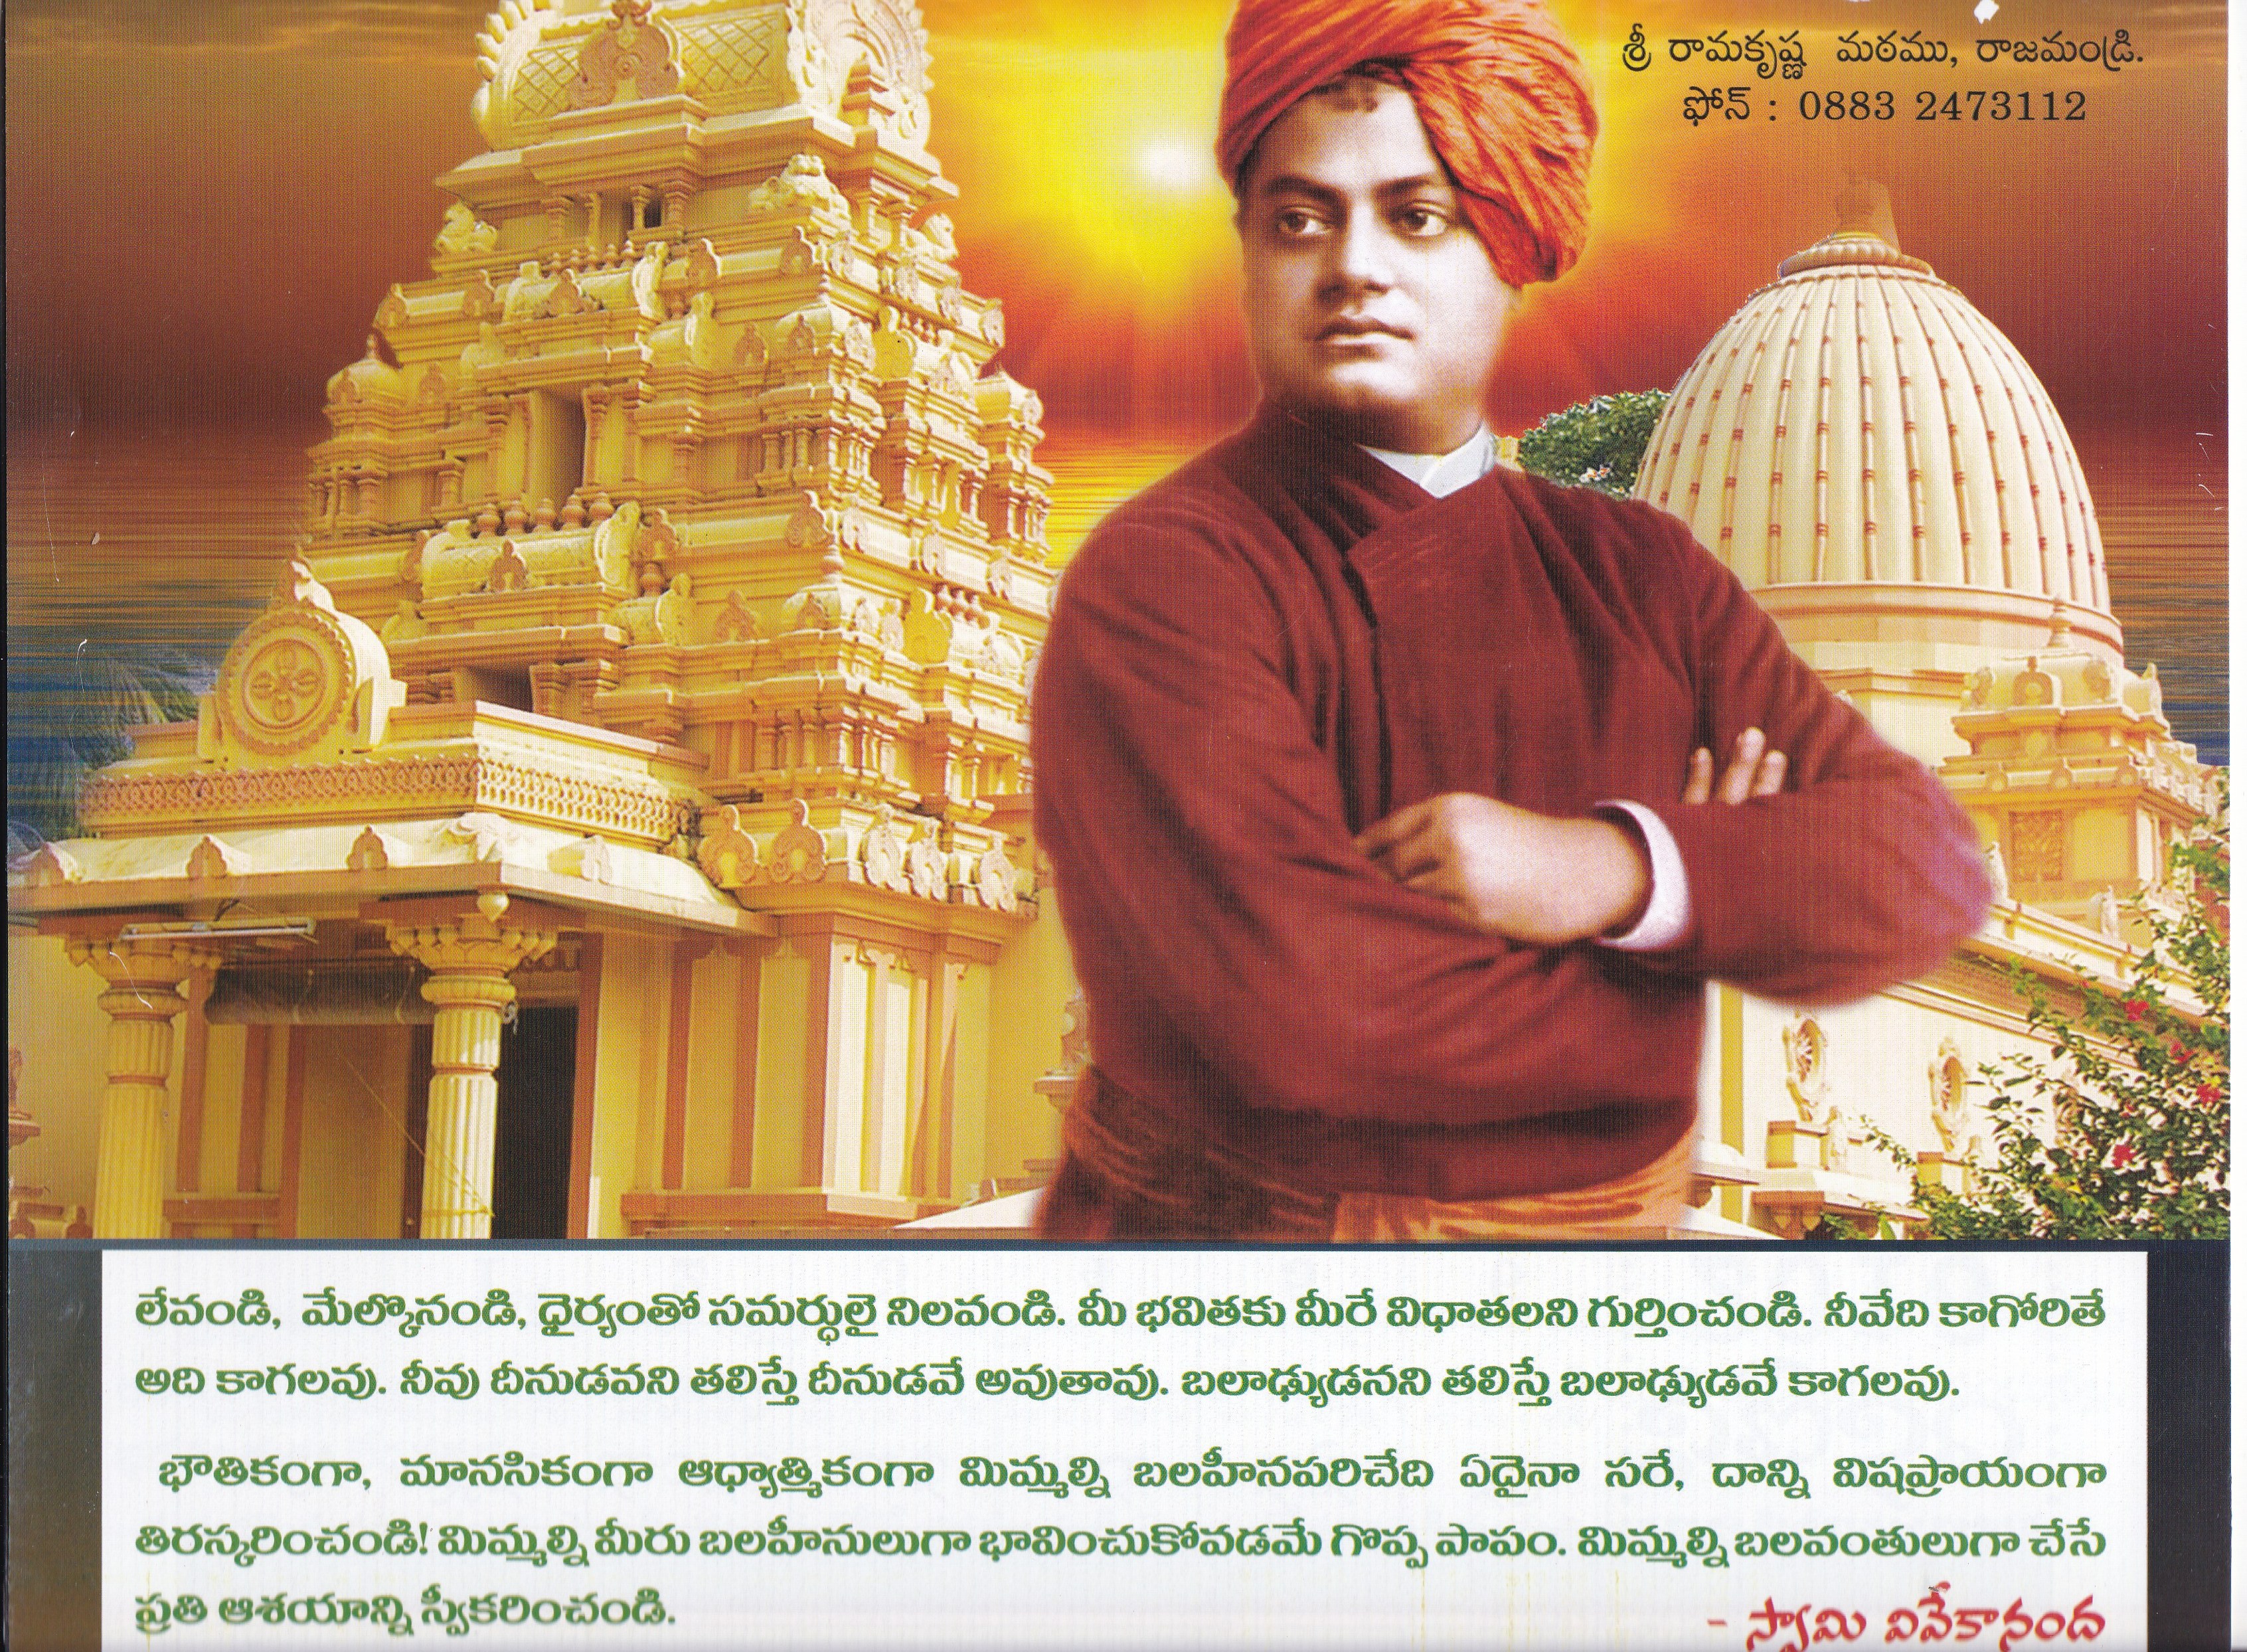 శ్రీ రామకృష్ణ మఠము, రాజమండ్రి.
ఫోన్ : 0883 2473112
లేవండి, మేల్కొనండి, ధైర్యంతో సమర్ధులై నిలవండి. మీ భవితకు మీరే విధాతలని గుర్తించండి. నీవేది కాగోరితే
అది కాగలవు. నీవు దీనుడవని తలిస్తే దీనుడవే అవుతావు. బలాఢ్యుడనని తలిస్తే బలాఢ్యుడవే కాగలవు.
భౌతికంగా, మానసికంగా ఆధ్యాత్మికంగా మిమ్మల్ని బలహీనపరిచేది ఏదైనా సరే, దాన్ని విషప్రాయంగా
తిరస్కరించండి! మిమ్మల్ని మీరు బలహీనులుగా భావించుకోవడమే గొప్ప పాపం. మిమ్మల్ని బలవంతులుగా చేసే
ప్రతి ఆశయాన్ని స్వీకరించండి.
- స్వామి వివేకానంద